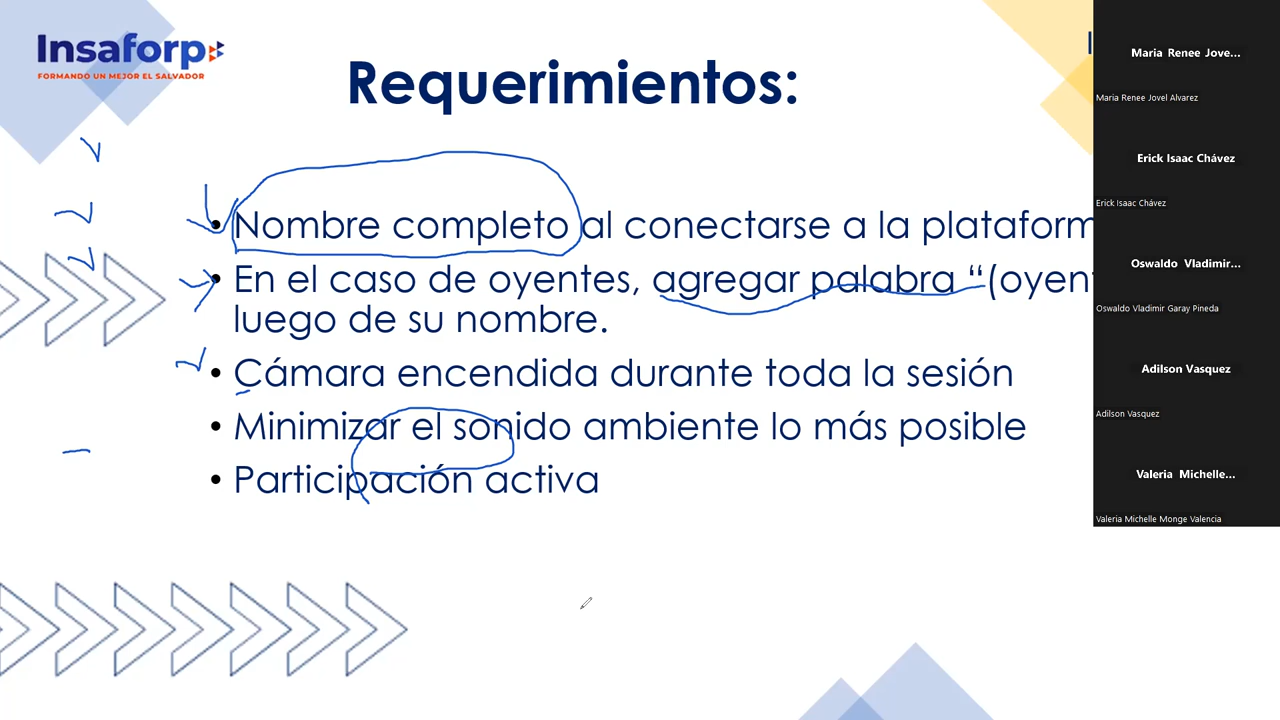 Insaforp
FORMANDO UN MEJOR EL SALVADOR
Requerimientos:
• Nombre completo al conectarse a la plataform
• En el caso de oyentes, agregar palabra “(oyent
luego de su nombre.
• Cámara encendida durante toda la sesión
• Minimizar el sonido ambiente lo más posible
• Participación activa
Maria Renee Jove...
Maria Renee Jovel Alvarez
Erick Isaac Chávez
Erick Isaac Chávez
Oswaldo Vladimir...
Oswaldo Vladimir Garay Pineda
Adilson Vasquez
Adilson Vasquez
Valeria Michelle...
Valeria Michelle Monge Valencia